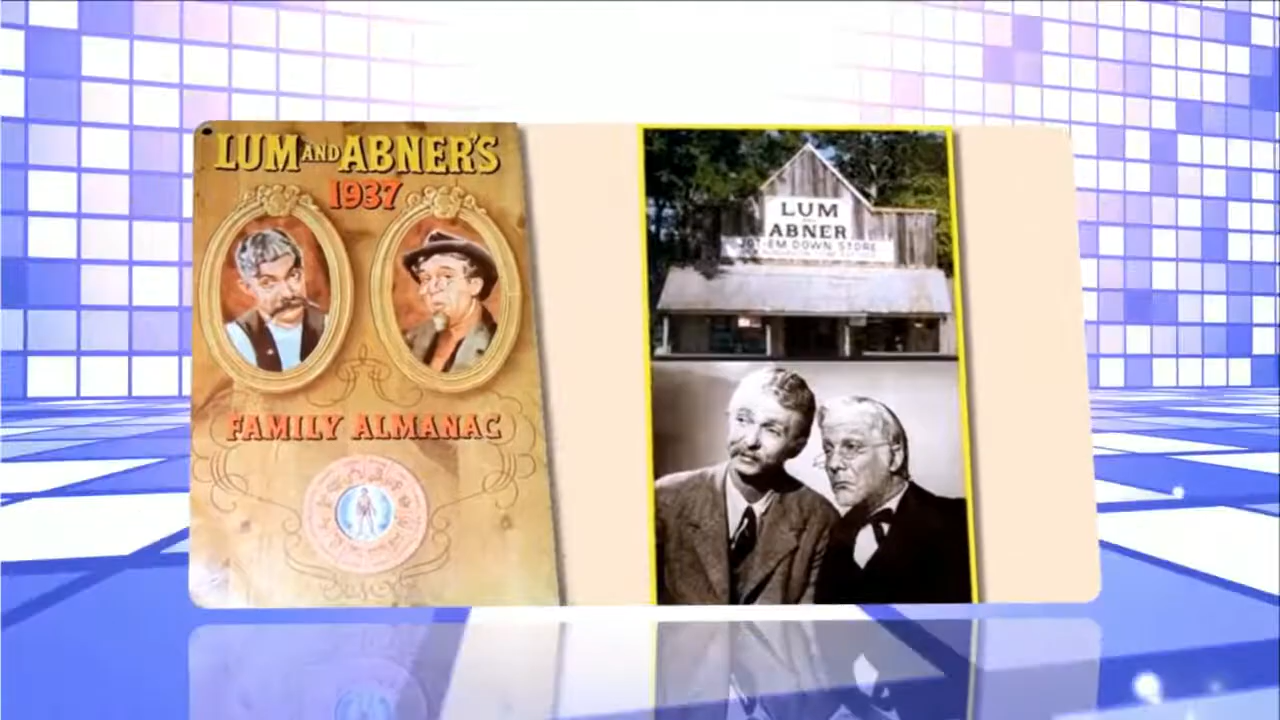 LUM AND ABNER'S
1937
FAMILY ALMANAC
LUM
ABNER
JOT-EM DOWN STORE